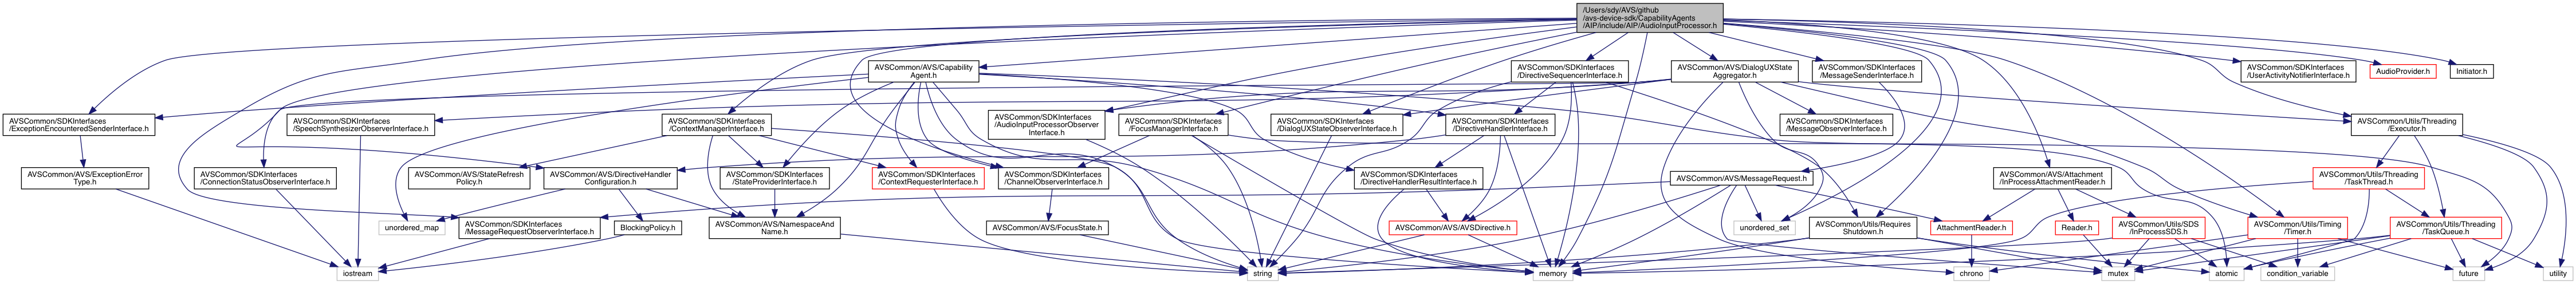 /Users/sdy/AVS/github
/avs-device-sdk/CapabilityAgents
/AIP/include/AIP/AudioInputProcessor.h
AVSCommon/AVS/Capability
Agent.h
AVSCommon/SDKInterfaces
/DirectiveSequencerInterface.h
AVSCommon/AVS/DialogUXState
Aggregator.h
AVSCommon/SDKInterfaces
/MessageSenderInterface.h
AVSCommon/SDKInterfaces
/UserActivityNotifierInterface.h
AudioProvider.h
Initiator.h
AVSCommon/SDKInterfaces
/ExceptionEncounteredSenderInterface.h
AVSCommon/SDKInterfaces
/SpeechSynthesizerObserverInterface.h
AVSCommon/SDKInterfaces
/ContextManagerInterface.h
AVSCommon/SDKInterfaces
/AudioInputProcessorObserver
Interface.h
AVSCommon/SDKInterfaces
/FocusManagerInterface.h
AVSCommon/SDKInterfaces
/DialogUXStateObserverInterface.h
AVSCommon/SDKInterfaces
/DirectiveHandlerInterface.h
AVSCommon/SDKInterfaces
/MessageObserverInterface.h
AVSCommon/Utils/Threading
/Executor.h
AVSCommon/AVS/ExceptionError
Type.h
AVSCommon/SDKInterfaces
/ConnectionStatusObserverInterface.h
AVSCommon/AVS/StateRefresh
Policy.h
AVSCommon/AVS/DirectiveHandler
Configuration.h
AVSCommon/SDKInterfaces
/StateProviderInterface.h
AVSCommon/SDKInterfaces
/ContextRequesterInterface.h
AVSCommon/SDKInterfaces
/ChannelObserverInterface.h
AVSCommon/SDKInterfaces
/DirectiveHandlerResultInterface.h
AVSCommon/AVS/MessageRequest.h
AVSCommon/AVS/Attachment
/InProcessAttachmentReader.h
AVSCommon/Utils/Threading
/TaskThread.h
unordered_map
AVSCommon/SDKInterfaces
/MessageRequestObserverInterface.h
BlockingPolicy.h
AVSCommon/AVS/NamespaceAnd
Name.h
AVSCommon/AVS/FocusState.h
AVSCommon/AVS/AVSDirective.h
unordered_set
AVSCommon/Utils/Requires
Shutdown.h
AttachmentReader.h
Reader.h
AVSCommon/Utils/SDS
/InProcessSDS.h
AVSCommon/Utils/Timing
/Timer.h
AVSCommon/Utils/Threading
/TaskQueue.h
iostream
string
memory
chrono
mutex
atomic
condition_variable
future
utility